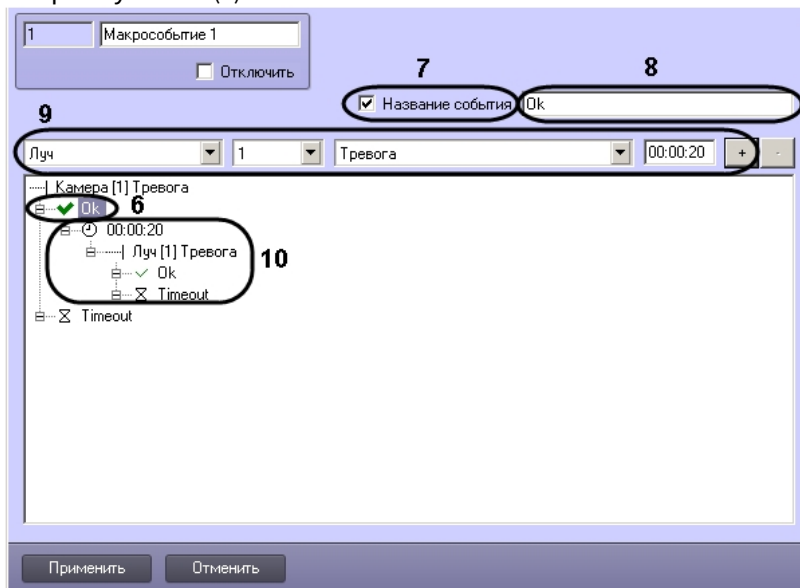 1 Макрособытие 1
Отключить
7 8
Название события Ok
9
Луч 1 Тревога 00:00:20 + -
Камера [1] Тревога
Ok 6
00:00:20
Луч [1] Тревога
10
Ok
Timeout
Timeout
Применить Отменить